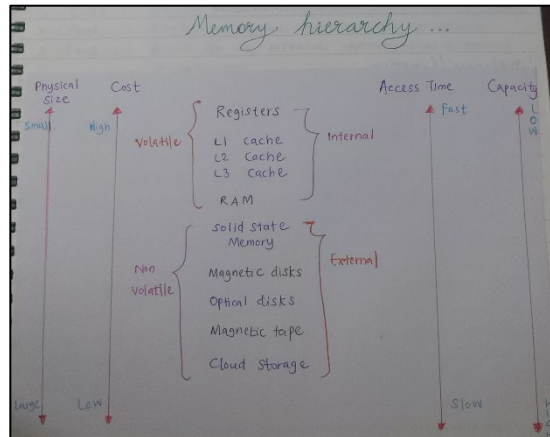 Memory hierarchy ...
Physical Size
Cost
Access Time
Capacity
Small
High
Fast
LOW
Volatile
Registers
L1 cache
L2 cache
L3 cache
RAM
Internal
Non Volatile
Solid State Memory
Magnetic disks
Optical disks
Magnetic tape
Cloud Storage
External
Large
Low
Slow